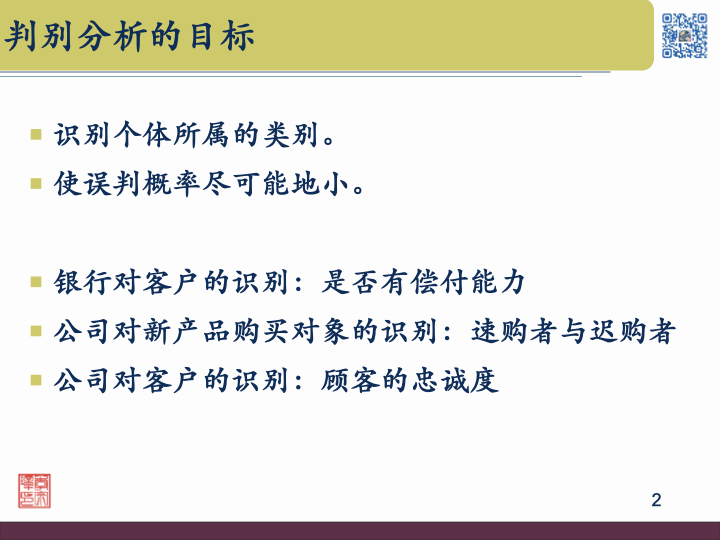 判别分析的目标
识别个体所属的类别。
使误判概率尽可能地小。
银行对客户的识别：是否有偿付能力
公司对新产品购买对象的识别：速购者与迟购者
公司对客户的识别：顾客的忠诚度
2